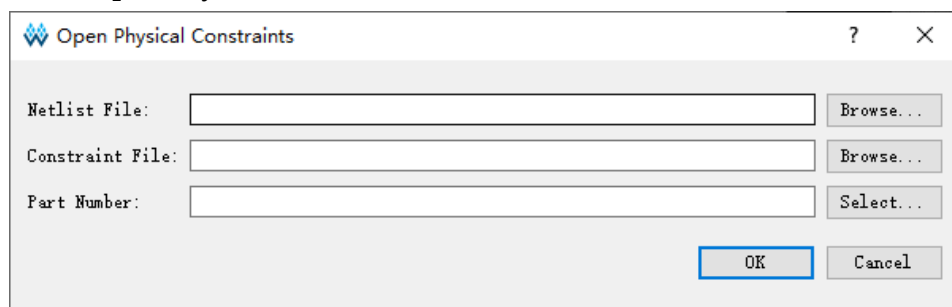 Open Physical Constraints ?
Netlist File: Browse...
Constraint File: Browse...
Part Number: Select...
OK Cancel